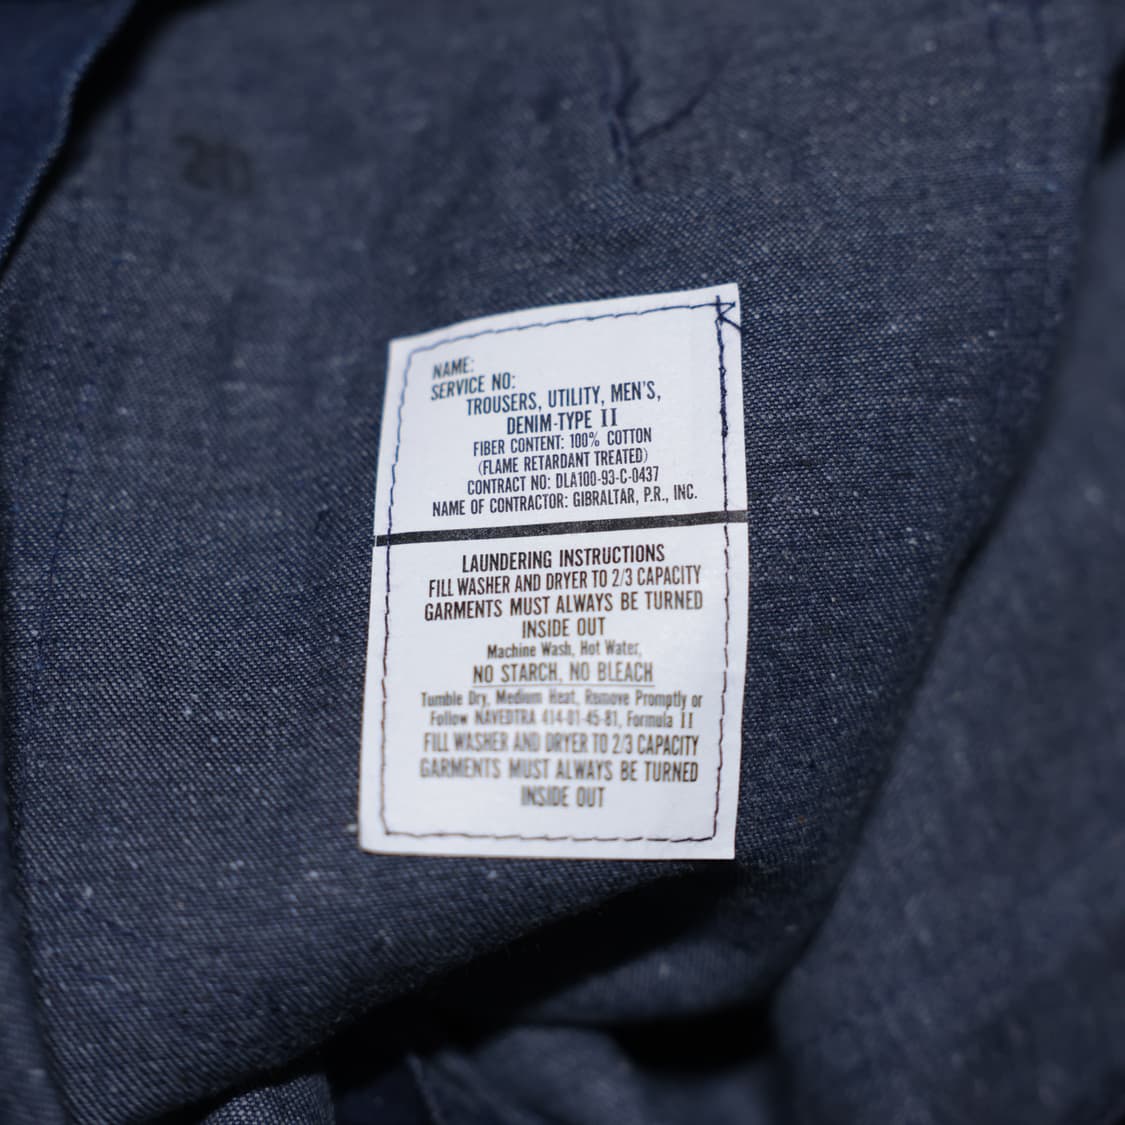 NAME:
SERVICE NO:
TROUSERS, UTILITY, MEN'S,
DENIM-TYPE II
FIBER CONTENT: 100% COTTON
(FLAME RETARDANT TREATED)
CONTRACT NO: DLA100-93-C-0437
NAME OF CONTRACTOR: GIBRALTAR, P.R., INC.
LAUNDERING INSTRUCTIONS
FILL WASHER AND DRYER TO 2/3 CAPACITY
GARMENTS MUST ALWAYS BE TURNED
INSIDE OUT
Machine Wash, Hot Water,
NO STARCH, NO BLEACH
Tumble Dry, Medium Heat, Remove Promptly or
Follow NAVEDTRA 414-01-45-81, Formula II
FILL WASHER AND DRYER TO 2/3 CAPACITY
GARMENTS MUST ALWAYS BE TURNED
INSIDE OUT